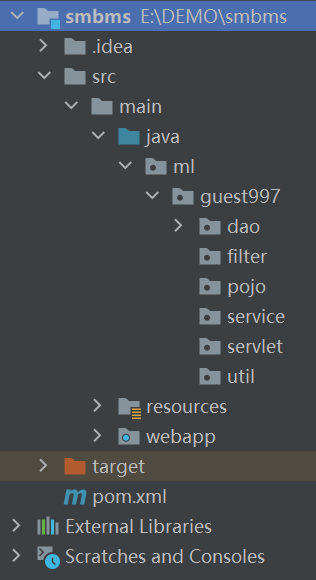 smbms E:\DEMO\smbms
.idea
src
main
java
ml
guest997
dao
filter
pojo
service
servlet
util
resources
webapp
target
m pom.xml
External Libraries
Scratches and Consoles